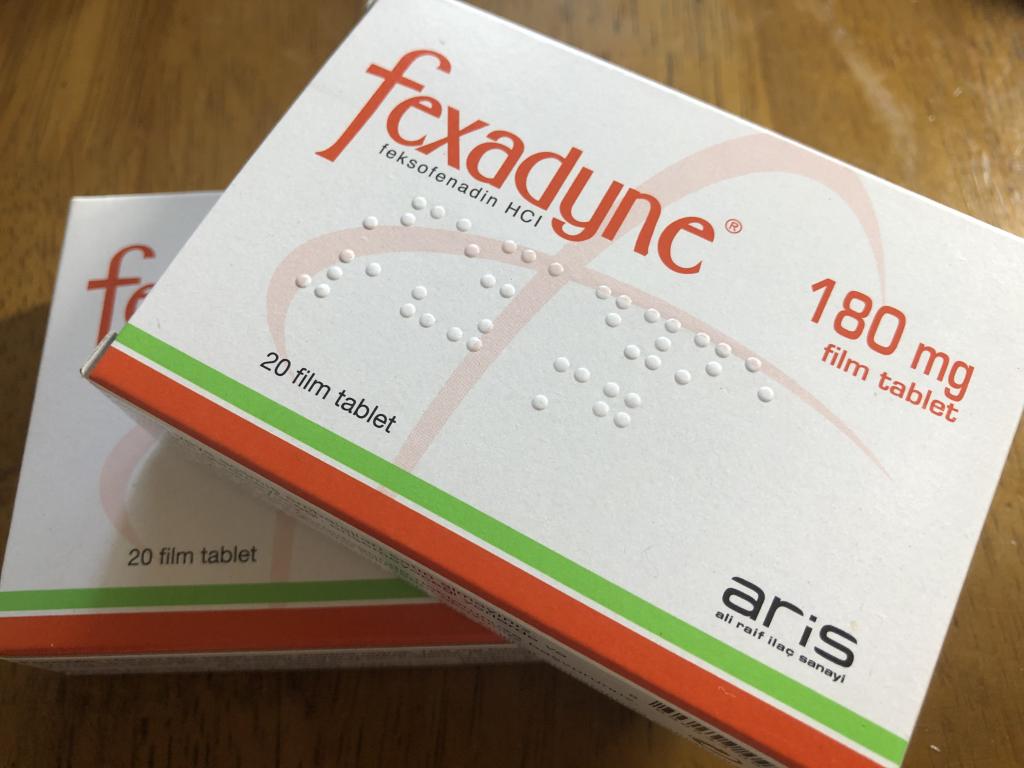 fexadyne®
feksofenadin HCl
180 mg
film tablet
20 film tablet
aris
ali raif ilaç sanayi
fe
20 film tablet